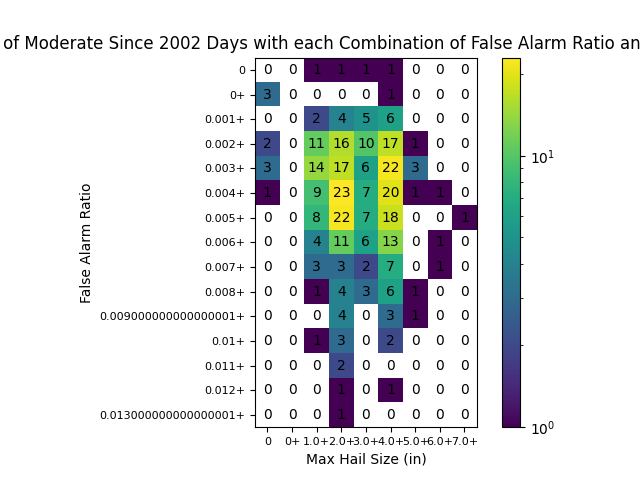 of Moderate Since 2002 Days with each Combination of False Alarm Ratio an
0 0 0 1 1 1 1 0 0 0
0+ 3 0 0 0 0 1 0 0 0
0.001+ 0 0 2 4 5 6 0 0 0
0.002+ 2 0 11 16 10 17 1 0 0
0.003+ 3 0 14 17 6 22 3 0 0
0.004+ 1 0 9 23 7 20 1 1 0
0.005+ 0 0 8 22 7 18 0 0 1
0.006+ 0 0 4 11 6 13 0 1 0
0.007+ 0 0 3 3 2 7 0 1 0
0.008+ 0 0 1 4 3 6 1 0 0
0.009000000000000001+ 0 0 0 4 0 3 1 0 0
0.01+ 0 0 1 3 0 2 0 0 0
0.011+ 0 0 0 2 0 0 0 0 0
0.012+ 0 0 0 1 0 1 0 0 0
0.013000000000000001+ 0 0 0 1 0 0 0 0 0
0 0+ 1.0+ 2.0+ 3.0+ 4.0+ 5.0+ 6.0+ 7.0+
Max Hail Size (in)
False Alarm Ratio
10¹
10⁰